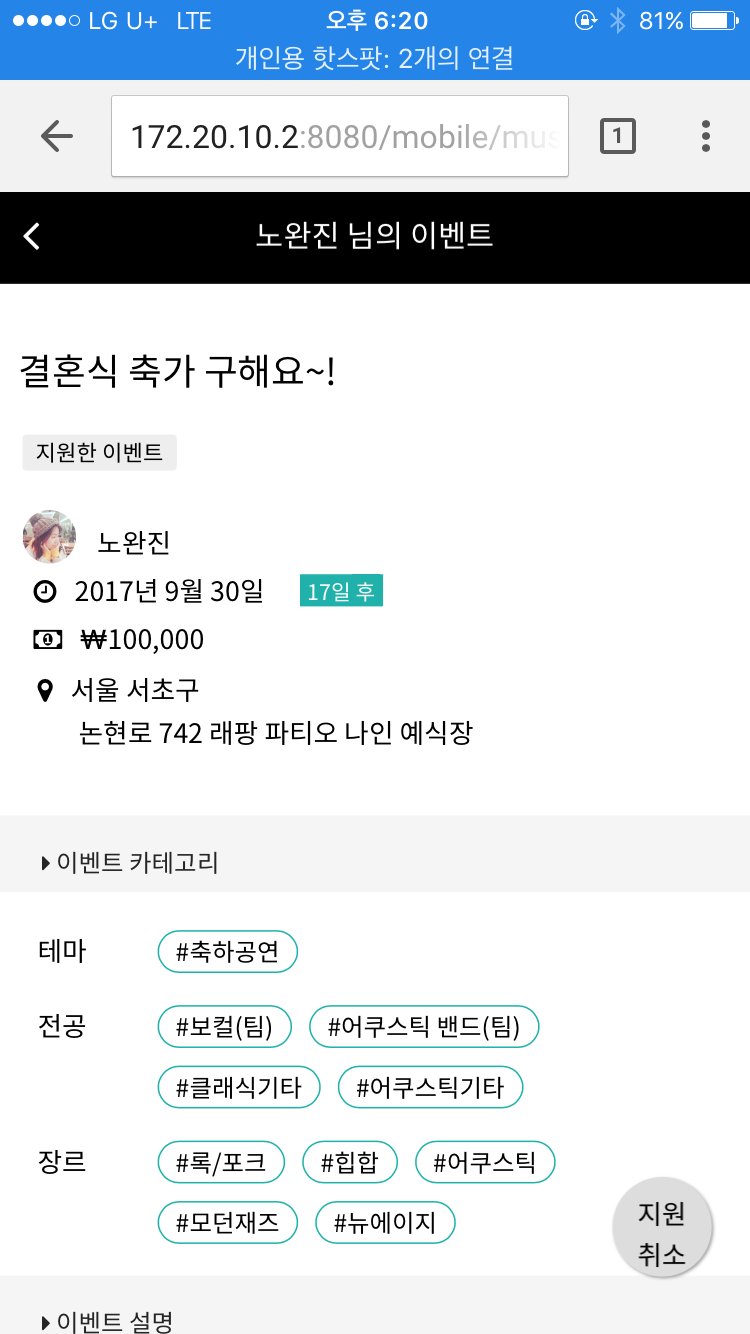 LG U+ LTE 오후 6:20 81%
개인용 핫스팟: 2개의 연결
172.20.10.2:8080/mobile/mus 1
노완진 님의 이벤트
결혼식 축가 구해요~!
지원한 이벤트
노완진
2017년 9월 30일 17일 후
₩100,000
서울 서초구
논현로 742 래팡 파티오 나인 예식장
이벤트 카테고리
테마 #축하공연
전공 #보컬(팀) #어쿠스틱 밴드(팀)
#클래식기타 #어쿠스틱기타
장르 #록/포크 #힙합 #어쿠스틱
#모던재즈 #뉴에이지
지원
취소
이벤트 설명